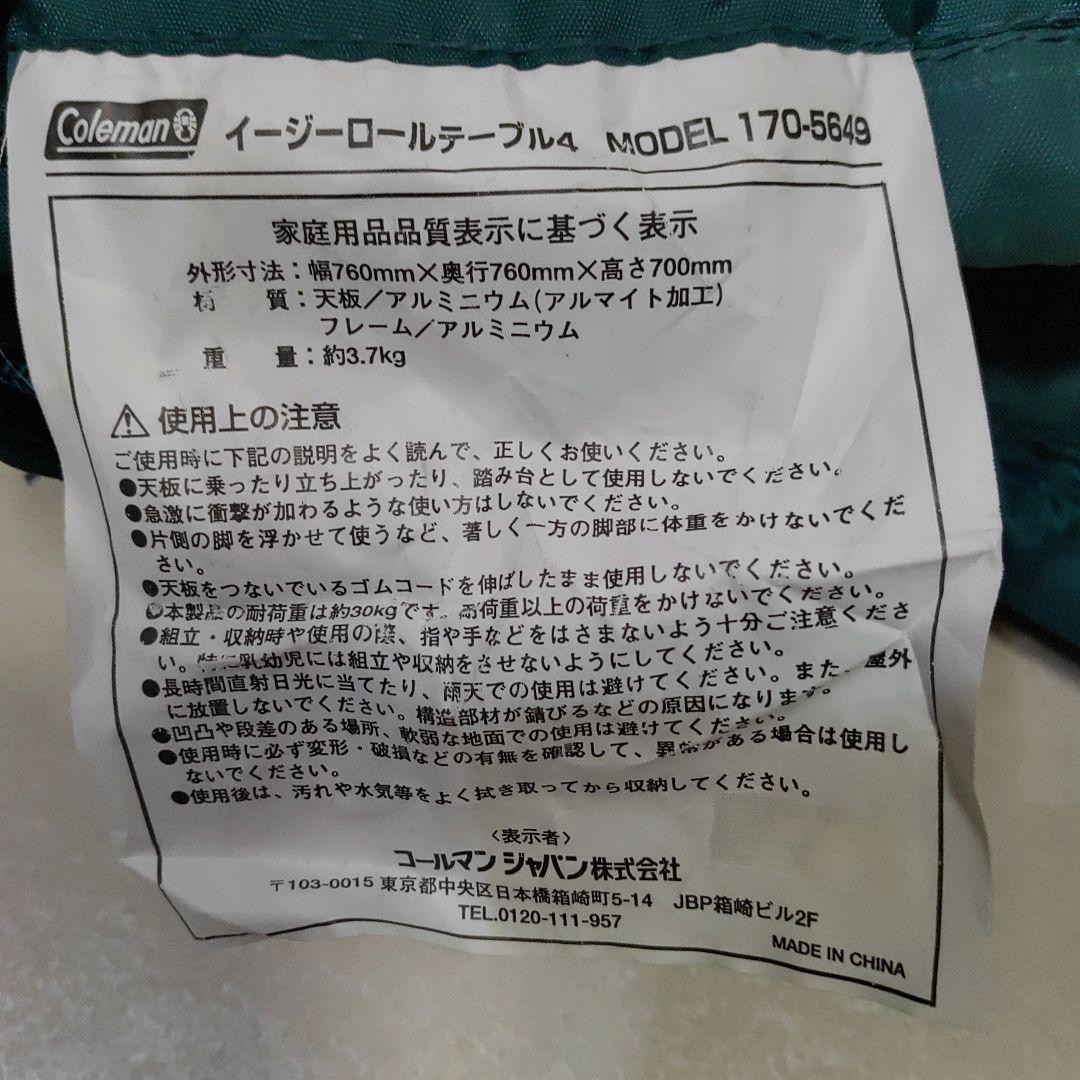 Coleman イージーロールテーブル4 MODEL 170-5649
家庭用品品質表示に基づく表示
外形寸法：幅760mm×奥行760mm×高さ700mm
材 質：天板／アルミニウム(アルマイト加工)
フレーム／アルミニウム
重 量：約3.7kg
⚠ 使用上の注意
ご使用時に下記の説明をよく読んで、正しくお使いください。
●天板に乗ったり立ち上がったり、踏み台として使用しないでください。
●急激に衝撃が加わるような使い方はしないでください。
●片側の脚を浮かせて使うなど、著しく一方の脚部に体重をかけないでくだ
さい。
●天板をつないでいるゴムコードを伸ばしたまま使用しないでください。
●本製品の耐荷重は約30kgです。耐荷重以上の荷重をかけないでください。
●組立・収納時や使用の際、指や手などをはさまないよう十分ご注意くださ
い。特に乳幼児には組立や収納をさせないようにしてください。
●長時間直射日光に当てたり、雨天での使用は避けてください。また、屋外
に放置しないでください。構造部材が錆びるなどの原因になります。
●凹凸や段差のある場所、軟弱な地面での使用は避けてください。
●使用時に必ず変形・破損などの有無を確認して、異常がある場合は使用し
ないでください。
●使用後は、汚れや水気等をよく拭き取ってから収納してください。
〈表示者〉
コールマン ジャパン株式会社
〒103-0015 東京都中央区日本橋箱崎町5-14 JBP箱崎ビル2F
TEL.0120-111-957
MADE IN CHINA